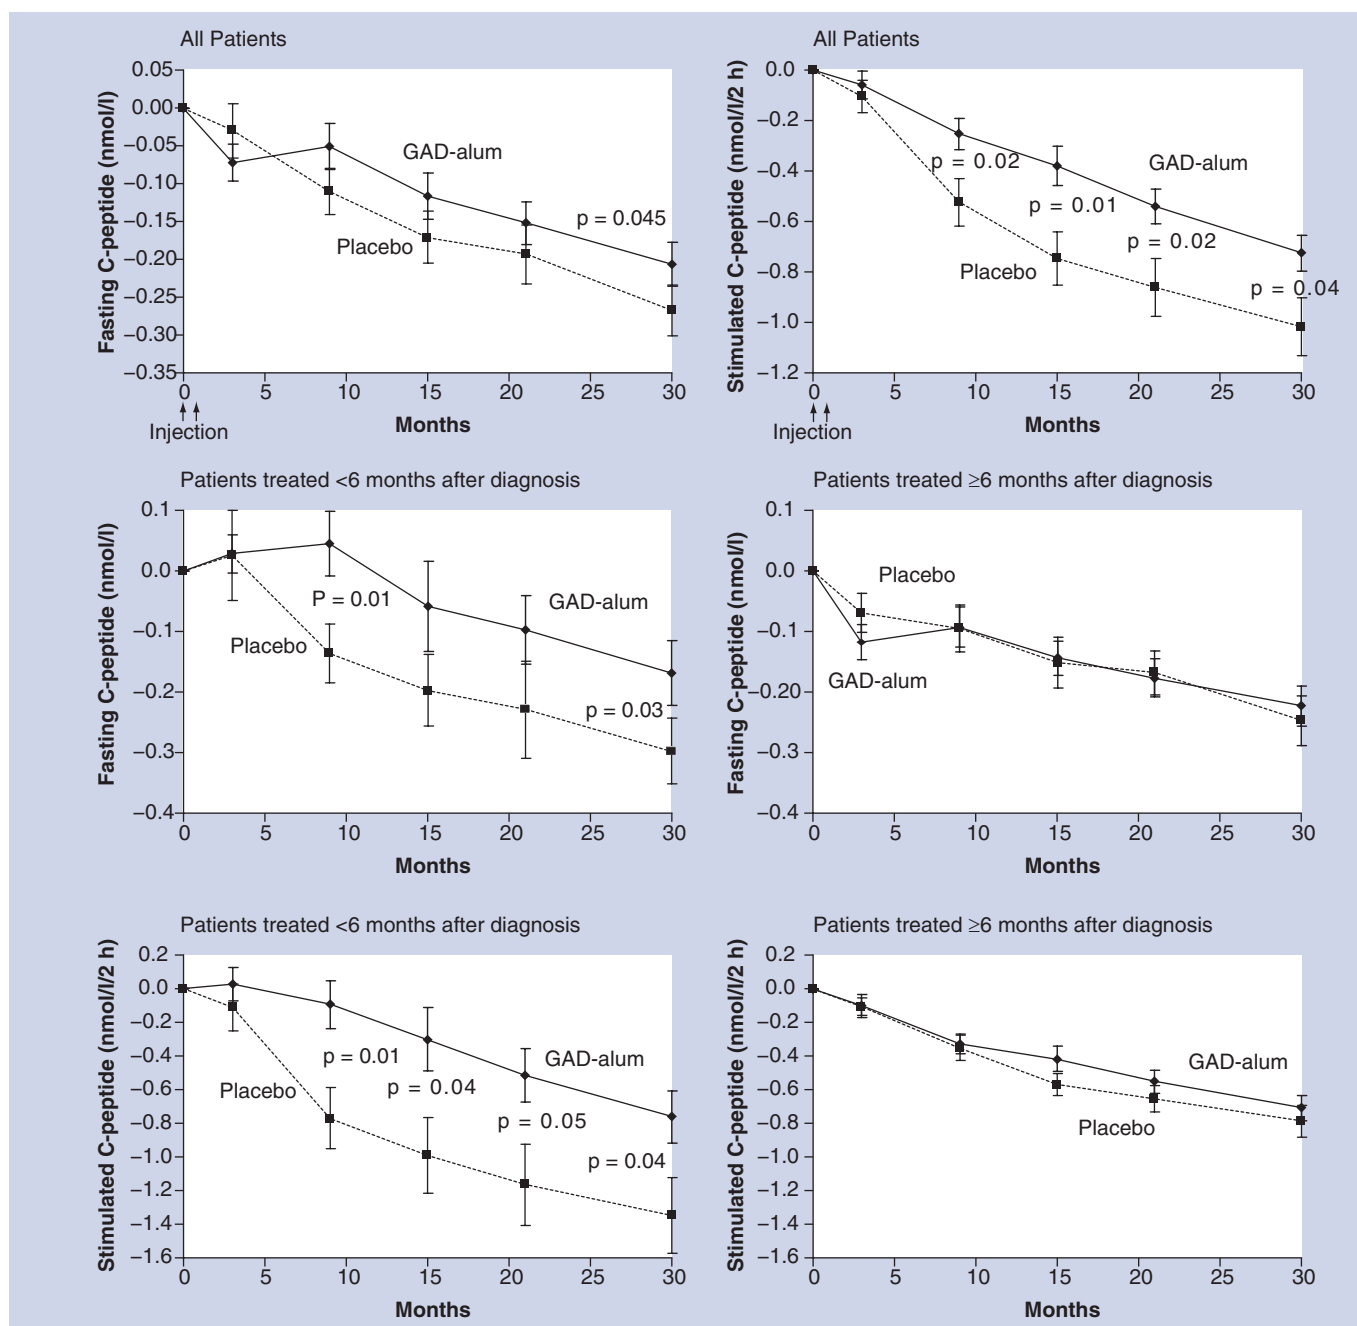 All Patients
Fasting C-peptide (nmol/l)
0.05
0.00
−0.05
−0.10
−0.15
−0.20
−0.25
−0.30
−0.35
GAD-alum
Placebo
p = 0.045
0 5 10 15 20 25 30
Injection
Months
All Patients
Stimulated C-peptide (nmol/l/2 h)
0.0
−0.2
−0.4
−0.6
−0.8
−1.0
−1.2
p = 0.02
GAD-alum
p = 0.01
p = 0.02
Placebo
p = 0.04
0 5 10 15 20 25 30
Injection
Months
Patients treated <6 months after diagnosis
Fasting C-peptide (nmol/l)
0.1
0.0
−0.1
−0.2
−0.3
−0.4
P = 0.01
GAD-alum
Placebo
p = 0.03
0 5 10 15 20 25 30
Months
Patients treated ≥6 months after diagnosis
Fasting C-peptide (nmol/l)
0.1
0.0
−0.1
−0.20
−0.3
−0.4
Placebo
GAD-alum
0 5 10 15 20 25 30
Months
Patients treated <6 months after diagnosis
Stimulated C-peptide (nmol/l/2 h)
0.2
0.0
−0.2
−0.4
−0.6
−0.8
−1.0
−1.2
−1.4
−1.6
p = 0.01
GAD-alum
p = 0.04
Placebo
p = 0.05
p = 0.04
0 5 10 15 20 25 30
Months
Patients treated ≥6 months after diagnosis
Stimulated C-peptide (nmol/l/2 h)
0.2
0.0
−0.2
−0.4
−0.6
−0.8
−1.0
−1.2
−1.4
−1.6
GAD-alum
Placebo
0 5 10 15 20 25 30
Months